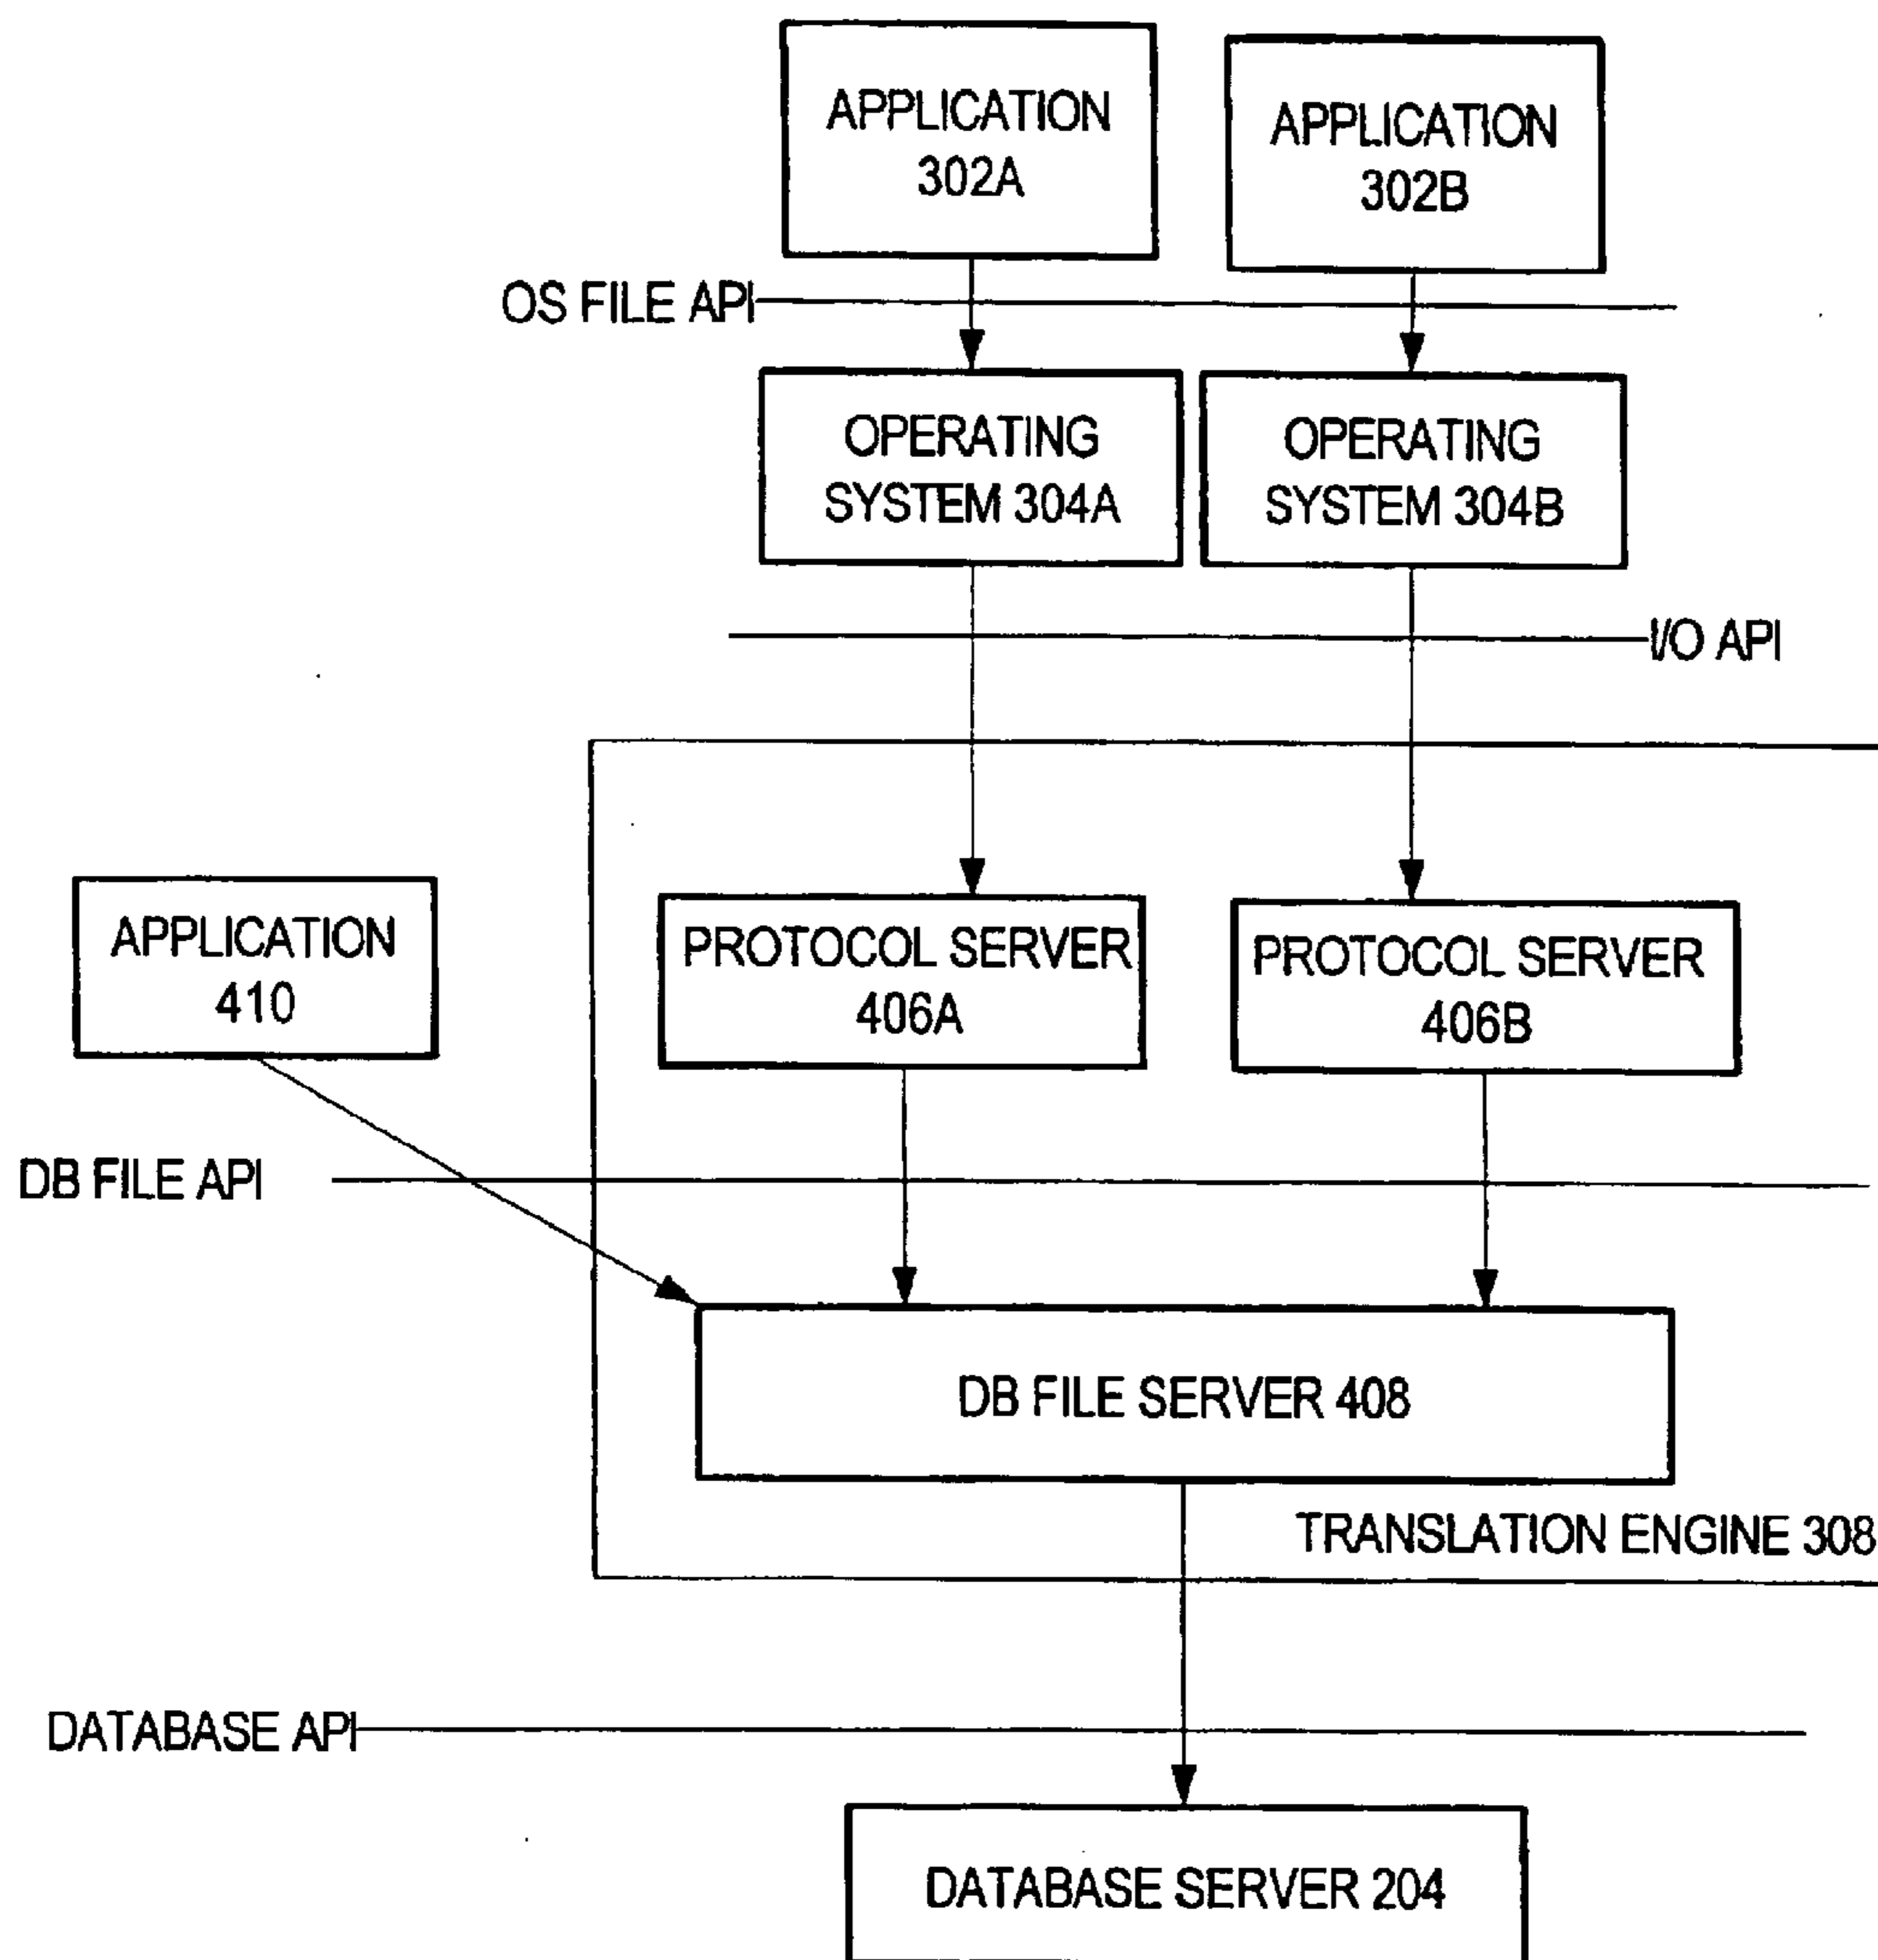 APPLICATION
302A
APPLICATION
302B
OS FILE API
OPERATING
SYSTEM 304A
OPERATING
SYSTEM 304B
I/O API
APPLICATION
410
PROTOCOL SERVER
406A
PROTOCOL SERVER
406B
DB FILE API
DB FILE SERVER 408
TRANSLATION ENGINE 308
DATABASE API
DATABASE SERVER 204